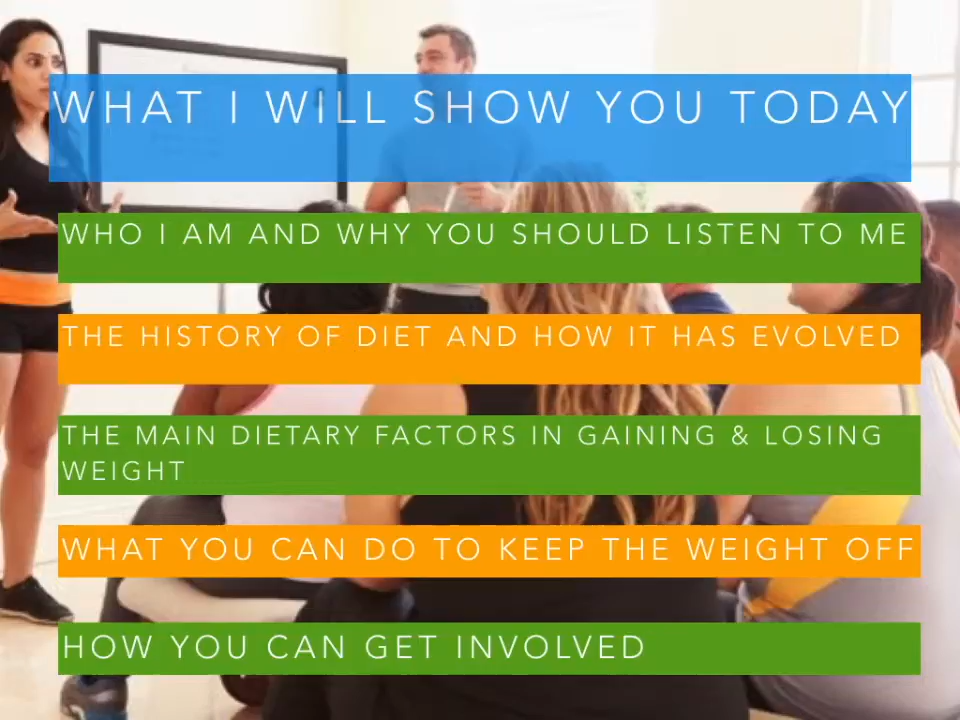 WHAT I WILL SHOW YOU TODAY
WHO I AM AND WHY YOU SHOULD LISTEN TO ME
THE HISTORY OF DIET AND HOW IT HAS EVOLVED
THE MAIN DIETARY FACTORS IN GAINING & LOSING
WEIGHT
WHAT YOU CAN DO TO KEEP THE WEIGHT OFF
HOW YOU CAN GET INVOLVED